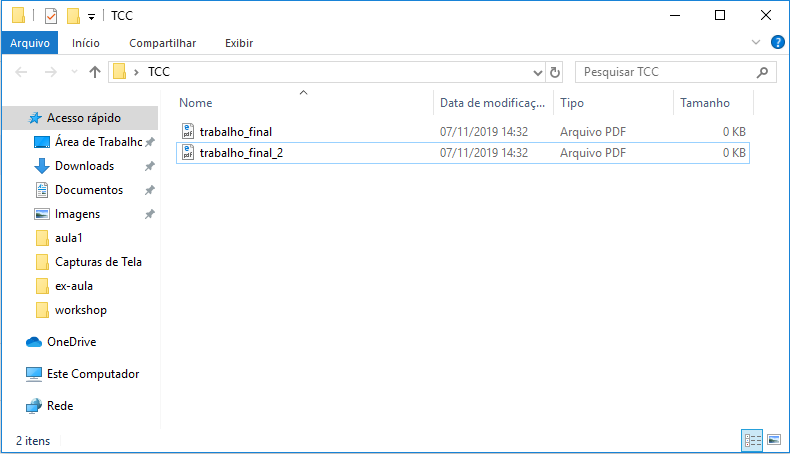 TCC
Arquivo Início Compartilhar Exibir
TCC
Pesquisar TCC
Nome Data de modificaç... Tipo Tamanho
trabalho_final 07/11/2019 14:32 Arquivo PDF 0 KB
trabalho_final_2 07/11/2019 14:32 Arquivo PDF 0 KB
Acesso rápido
Área de Trabalho
Downloads
Documentos
Imagens
aula1
Capturas de Tela
ex-aula
workshop
OneDrive
Este Computador
Rede
2 itens